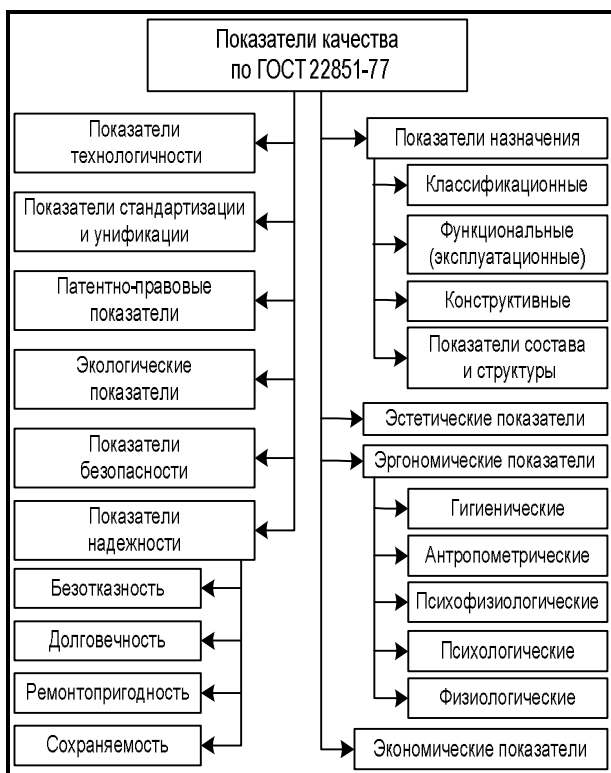 Показатели качества
по ГОСТ 22851-77
Показатели
технологичности
Показатели стандартизации
и унификации
Патентно-правовые
показатели
Экологические
показатели
Показатели
безопасности
Показатели
надежности
Безотказность
Долговечность
Ремонтопригодность
Сохраняемость
Показатели назначения
Классификационные
Функциональные
(эксплуатационные)
Конструктивные
Показатели состава
и структуры
Эстетические показатели
Эргономические показатели
Гигиенические
Антропометрические
Психофизиологические
Психологические
Физиологические
Экономические показатели